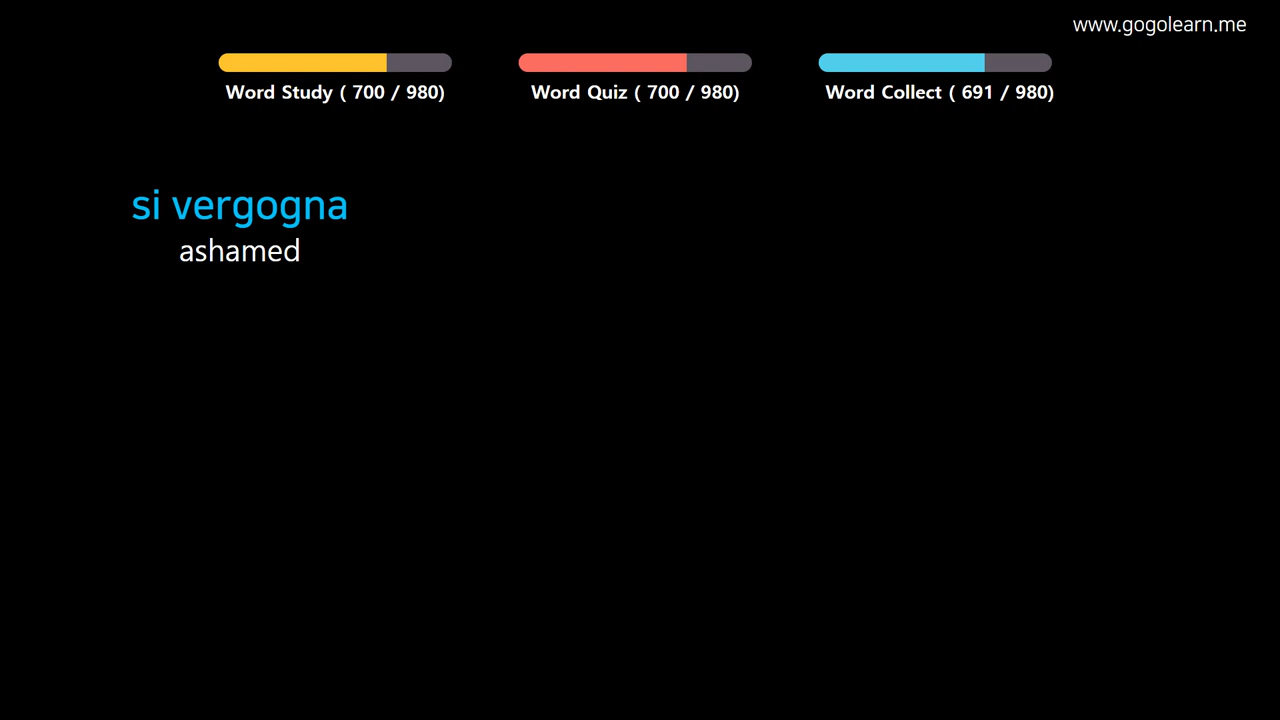 www.gogolearn.me
Word Study ( 700 / 980)
Word Quiz ( 700 / 980)
Word Collect ( 691 / 980)
si vergogna
ashamed